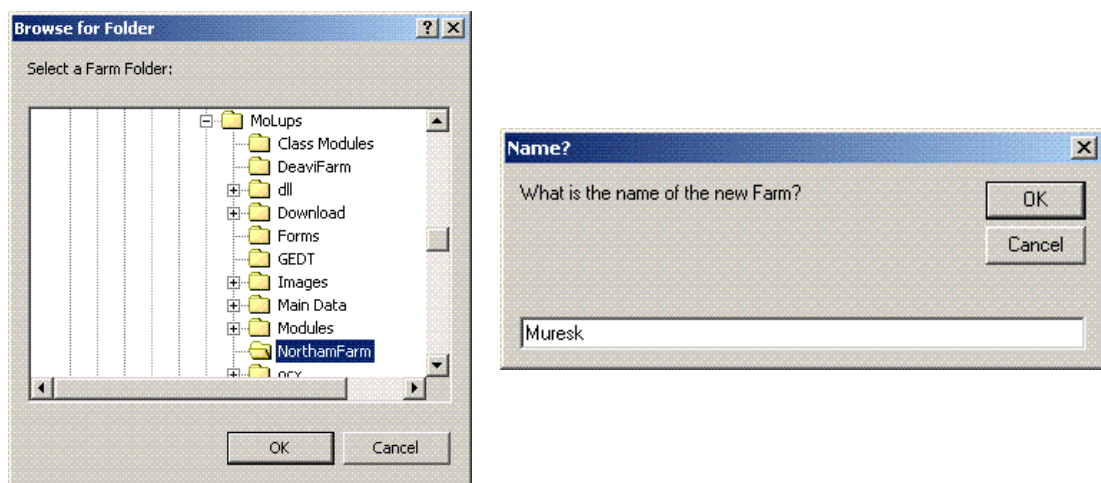 Browse for Folder
Select a Farm Folder:
MoLups
Class Modules
DeaviFarm
dll
Download
Forms
GEDT
Images
Main Data
Modules
NorthamFarm
ocx
OK Cancel
Name?
What is the name of the new Farm?
OK
Cancel
Muresk